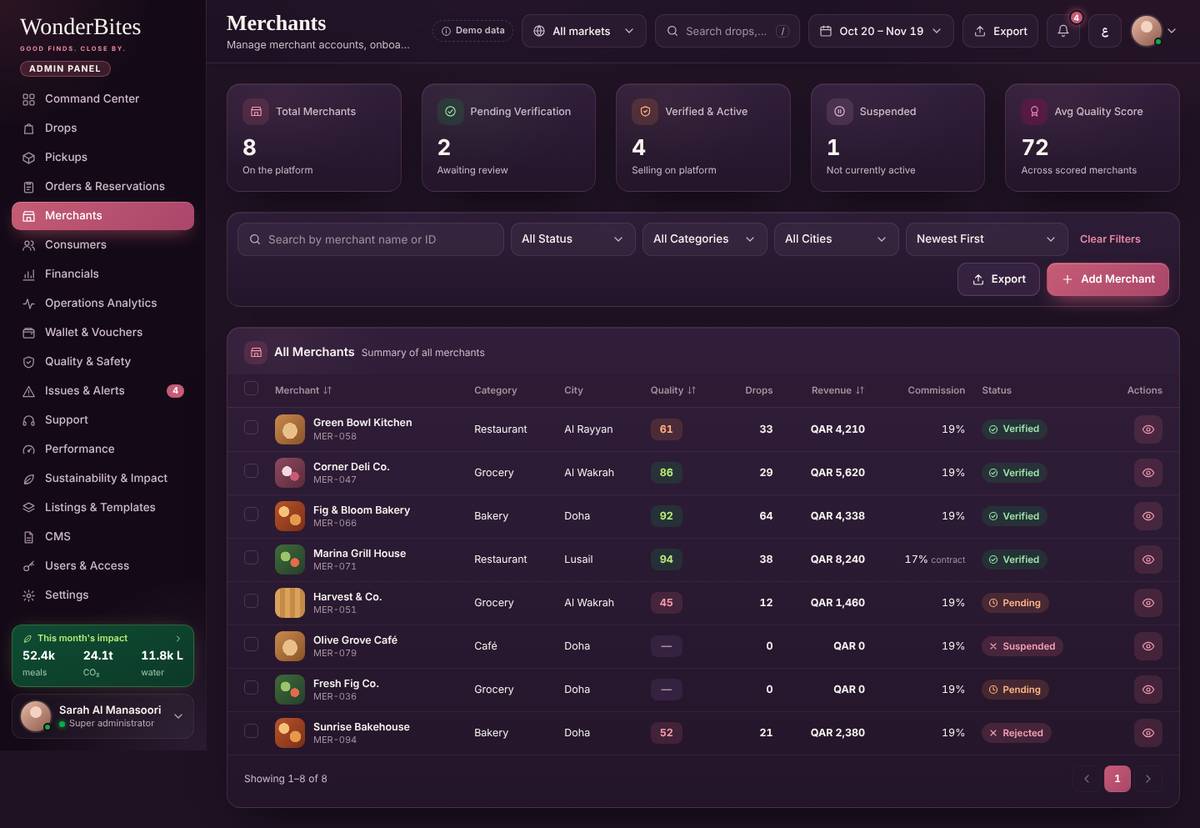 WonderBites
GOOD FINDS. CLOSE BY.
ADMIN PANEL
Command Center
Drops
Pickups
Orders & Reservations
Merchants
Consumers
Financials
Operations Analytics
Wallet & Vouchers
Quality & Safety
Issues & Alerts 4
Support
Performance
Sustainability & Impact
Listings & Templates
CMS
Users & Access
Settings
This month's impact
52.4k 24.1t 11.8k L
meals CO₂ water
Sarah Al Manasoori
Super administrator
Merchants
Manage merchant accounts, onboa...
Demo data
All markets
Search drops,... /
Oct 20 – Nov 19
Export
4
ع
Total Merchants
8
On the platform
Pending Verification
2
Awaiting review
Verified & Active
4
Selling on platform
Suspended
1
Not currently active
Avg Quality Score
72
Across scored merchants
Search by merchant name or ID
All Status
All Categories
All Cities
Newest First
Clear Filters
Export
Add Merchant
All Merchants Summary of all merchants
Merchant Category City Quality Drops Revenue Commission Status Actions
Green Bowl Kitchen Restaurant Al Rayyan 61 33 QAR 4,210 19% Verified
MER-058
Corner Deli Co. Grocery Al Wakrah 86 29 QAR 5,620 19% Verified
MER-047
Fig & Bloom Bakery Bakery Doha 92 64 QAR 4,338 19% Verified
MER-066
Marina Grill House Restaurant Lusail 94 38 QAR 8,240 17% contract Verified
MER-071
Harvest & Co. Grocery Al Wakrah 45 12 QAR 1,460 19% Pending
MER-051
Olive Grove Café Café Doha — 0 QAR 0 19% Suspended
MER-079
Fresh Fig Co. Grocery Doha — 0 QAR 0 19% Pending
MER-036
Sunrise Bakehouse Bakery Doha 52 21 QAR 2,380 19% Rejected
MER-094
Showing 1–8 of 8
1